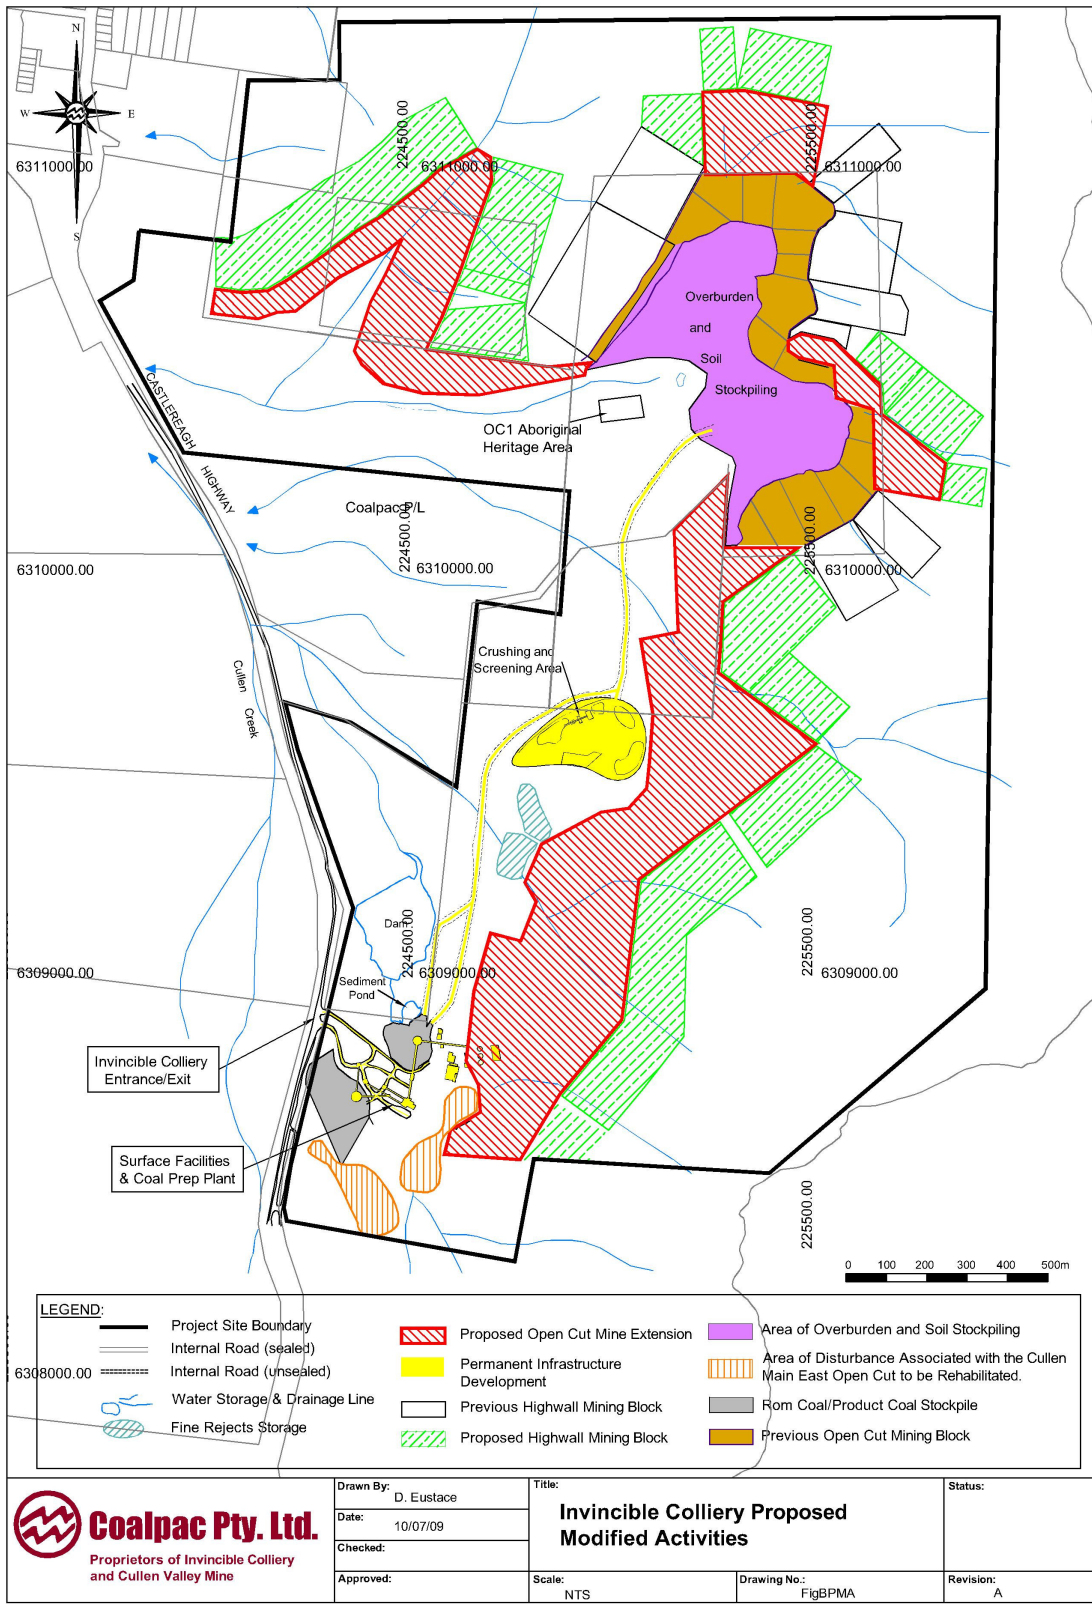 N
W
E
S
6311000.00
224500.00
6311000.00
225500.00
6311000.00
Overburden
and
Soil
Stockpiling
CASTLEREAGH
HIGHWAY
OC1 Aboriginal
Heritage Area
Coalpac P/L
6310000.00
224500.00
6310000.00
225500.00
6310000.00
Crushing and
Screening Area
Cullen
Creek
Dam
6309000.00
224500.00
6309000.00
225500.00
6309000.00
Sediment
Pond
Invincible Colliery
Entrance/Exit
Surface Facilities
& Coal Prep Plant
225500.00
0 100 200 300 400 500m
LEGEND:
Project Site Boundary
Internal Road (sealed)
Internal Road (unsealed)
6308000.00
Water Storage & Drainage Line
Fine Rejects Storage
Proposed Open Cut Mine Extension
Permanent Infrastructure
Development
Previous Highwall Mining Block
Proposed Highwall Mining Block
Area of Overburden and Soil Stockpiling
Area of Disturbance Associated with the Cullen
Main East Open Cut to be Rehabilitated.
Rom Coal/Product Coal Stockpile
Previous Open Cut Mining Block
Coalpac Pty. Ltd.
Proprietors of Invincible Colliery
and Cullen Valley Mine
Drawn By:
D. Eustace
Date:
10/07/09
Checked:
Approved:
Title:
Invincible Colliery Proposed
Modified Activities
Scale:
NTS
Drawing No.:
FigBPMA
Status:
Revision:
A